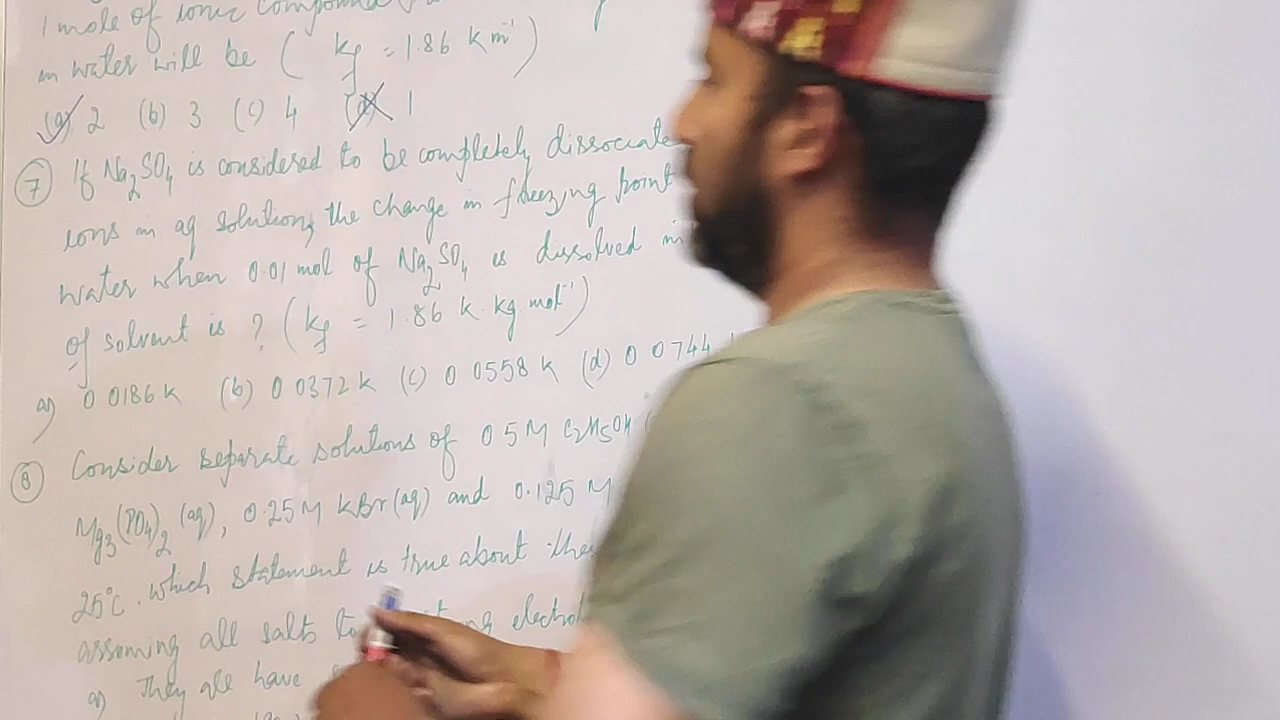 1 mole of ionic compound
in water will be ( kf = 1.86 K m⁻¹ )
(a) 2 (b) 3 (c) 4 (d) 1
7 If Na₂SO₄ is considered to be completely dissociate
ions in aq solution, the change in freezing point
water when 0.01 mol of Na₂SO₄ is dissolved in
of solvent is ? (kf = 1.86 k. kg mol⁻¹)
a) 0 0186 k (b) 0 0372 k (c) 0 0558 k (d) 0 0744
8 Consider separate solutions of 0 5 M C₂H₅OH
Mg₃(PO₄)₂ (aq), 0.25 M kBr (aq) and 0.125 M
25°C. which statement is true about
assuming all salts to
a) They all have